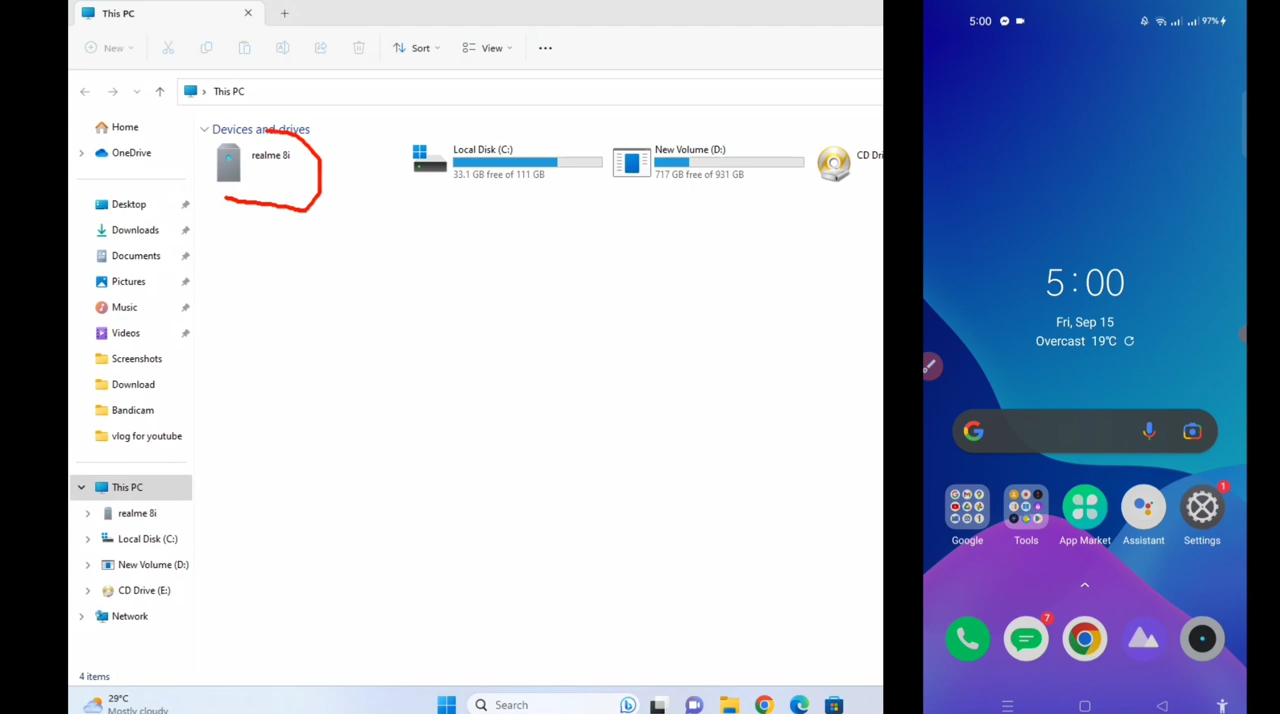 This PC
New
Sort
View
This PC
Home
OneDrive
Desktop
Downloads
Documents
Pictures
Music
Videos
Screenshots
Download
Bandicam
vlog for youtube
This PC
realme 8i
Local Disk (C:)
New Volume (D:)
CD Drive (E:)
Network
Devices and drives
realme 8i
Local Disk (C:)
33.1 GB free of 111 GB
New Volume (D:)
717 GB free of 931 GB
CD Dri
4 items
29°C
Mostly cloudy
Search
5:00
97%
5:00
Fri, Sep 15
Overcast 19°C
Google
Tools
App Market
Assistant
1
Settings
7